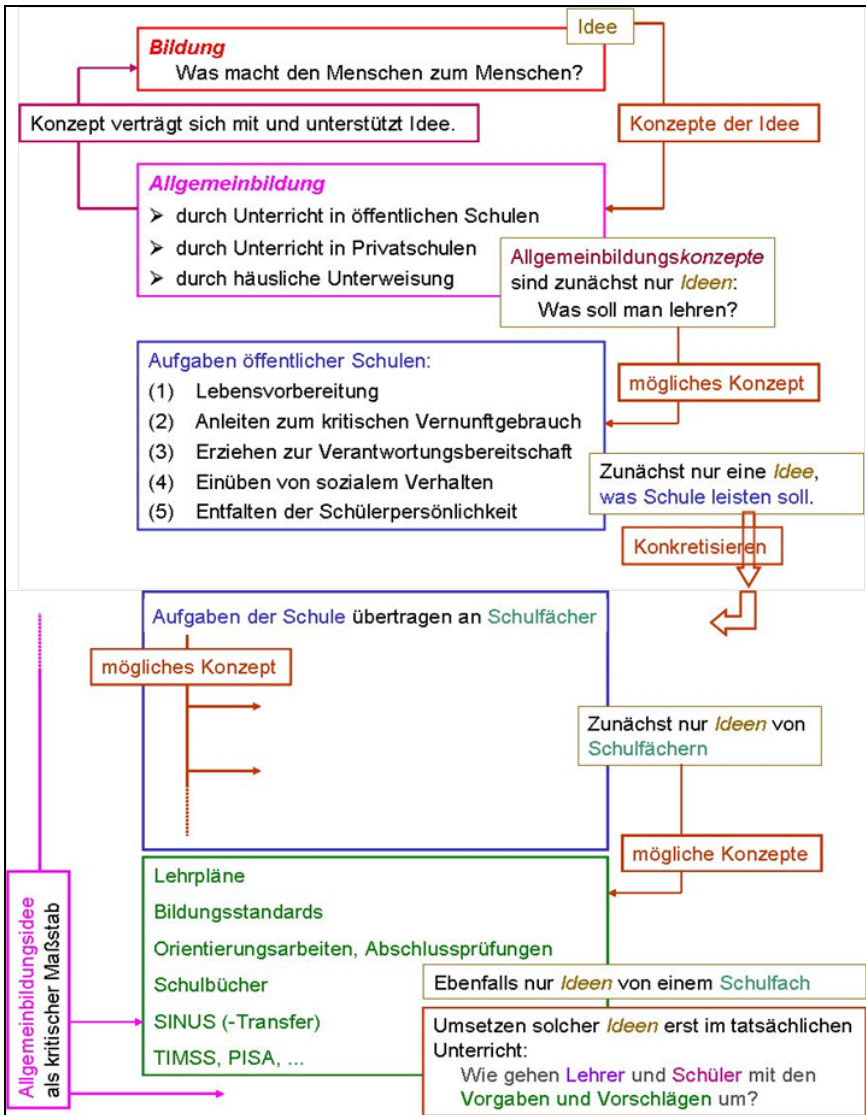 Idee
Bildung
Was macht den Menschen zum Menschen?
Konzept verträgt sich mit und unterstützt Idee.
Konzepte der Idee
Allgemeinbildung
➢ durch Unterricht in öffentlichen Schulen
➢ durch Unterricht in Privatschulen
➢ durch häusliche Unterweisung
Allgemeinbildungskonzepte
sind zunächst nur Ideen:
Was soll man lehren?
Aufgaben öffentlicher Schulen:
(1) Lebensvorbereitung
(2) Anleiten zum kritischen Vernunftgebrauch
(3) Erziehen zur Verantwortungsbereitschaft
(4) Einüben von sozialem Verhalten
(5) Entfalten der Schülerpersönlichkeit
mögliches Konzept
Zunächst nur eine Idee,
was Schule leisten soll.
Konkretisieren
Aufgaben der Schule übertragen an Schulfächer
mögliches Konzept
Zunächst nur Ideen von
Schulfächern
mögliche Konzepte
Lehrpläne
Bildungsstandards
Orientierungsarbeiten, Abschlussprüfungen
Schulbücher
SINUS (-Transfer)
TIMSS, PISA, ...
Ebenfalls nur Ideen von einem Schulfach
Umsetzen solcher Ideen erst im tatsächlichen
Unterricht:
Wie gehen Lehrer und Schüler mit den
Vorgaben und Vorschlägen um?
Allgemeinbildungsidee
als kritischer Maßstab